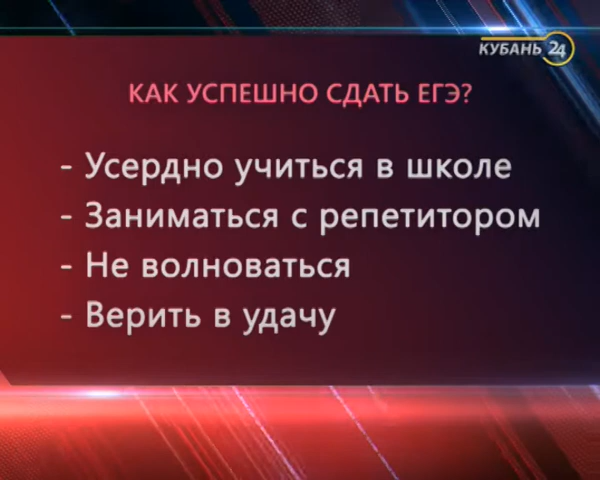 КУБАНЬ 24
КАК УСПЕШНО СДАТЬ ЕГЭ?
- Усердно учиться в школе
- Заниматься с репетитором
- Не волноваться
- Верить в удачу